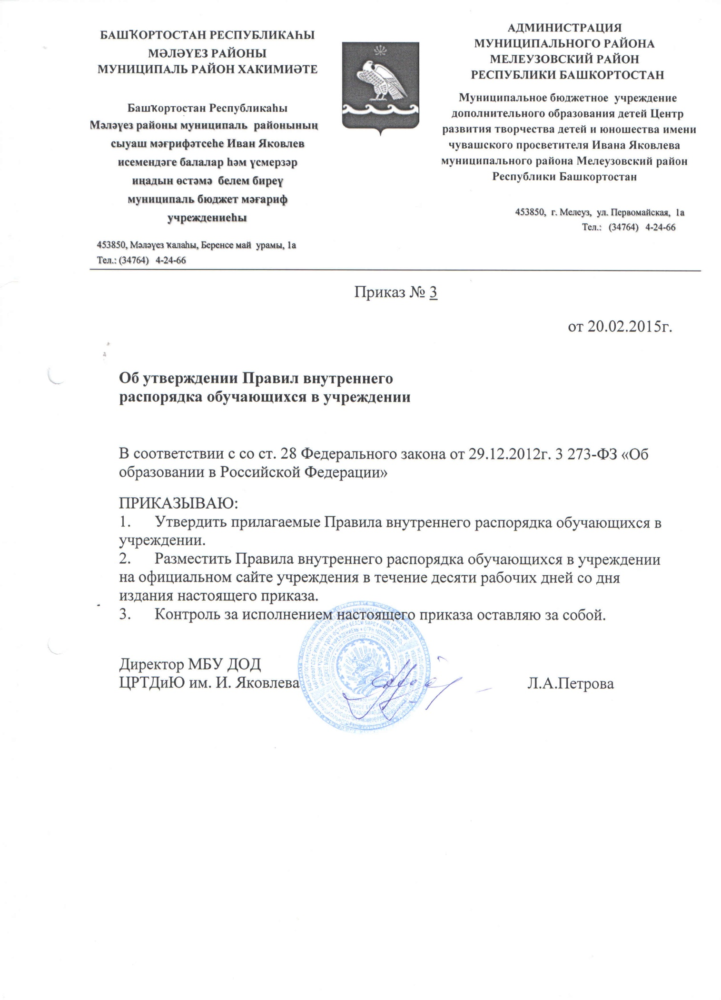 БАШҠОРТОСТАН РЕСПУБЛИКАҺЫ
МӘЛӘҮЕЗ РАЙОНЫ
МУНИЦИПАЛЬ РАЙОН ХАКИМИӘТЕ
Башҡортостан Республикаһы
Мәләүез районы муниципаль районының
сыуаш мәғрифәтсеһе Иван Яковлев
исемендәге балалар һәм үсмерзәр
иңадын өстәмә белем биреү
муниципаль бюджет мәғариф
учреждениеһы
453850, Мәләүез ҡалаһы, Беренсе май урамы, 1а
Тел.: (34764) 4-24-66
АДМИНИСТРАЦИЯ
МУНИЦИПАЛЬНОГО РАЙОНА
МЕЛЕУЗОВСКИЙ РАЙОН
РЕСПУБЛИКИ БАШКОРТОСТАН
Муниципальное бюджетное учреждение
дополнительного образования детей Центр
развития творчества детей и юношества имени
чувашского просветителя Ивана Яковлева
муниципального района Мелеузовский район
Республики Башкортостан
453850, г. Мелеуз, ул. Первомайская, 1а
Тел.: (34764) 4-24-66
Приказ № 3
от 20.02.2015г.
Об утверждении Правил внутреннего
распорядка обучающихся в учреждении
В соответствии с со ст. 28 Федерального закона от 29.12.2012г. 3 273-ФЗ «Об
образовании в Российской Федерации»
ПРИКАЗЫВАЮ:
1. Утвердить прилагаемые Правила внутреннего распорядка обучающихся в
учреждении.
2. Разместить Правила внутреннего распорядка обучающихся в учреждении
на официальном сайте учреждения в течение десяти рабочих дней со дня
издания настоящего приказа.
3. Контроль за исполнением настоящего приказа оставляю за собой.
Директор МБУ ДОД
ЦРТДиЮ им. И. Яковлева Л.А.Петрова